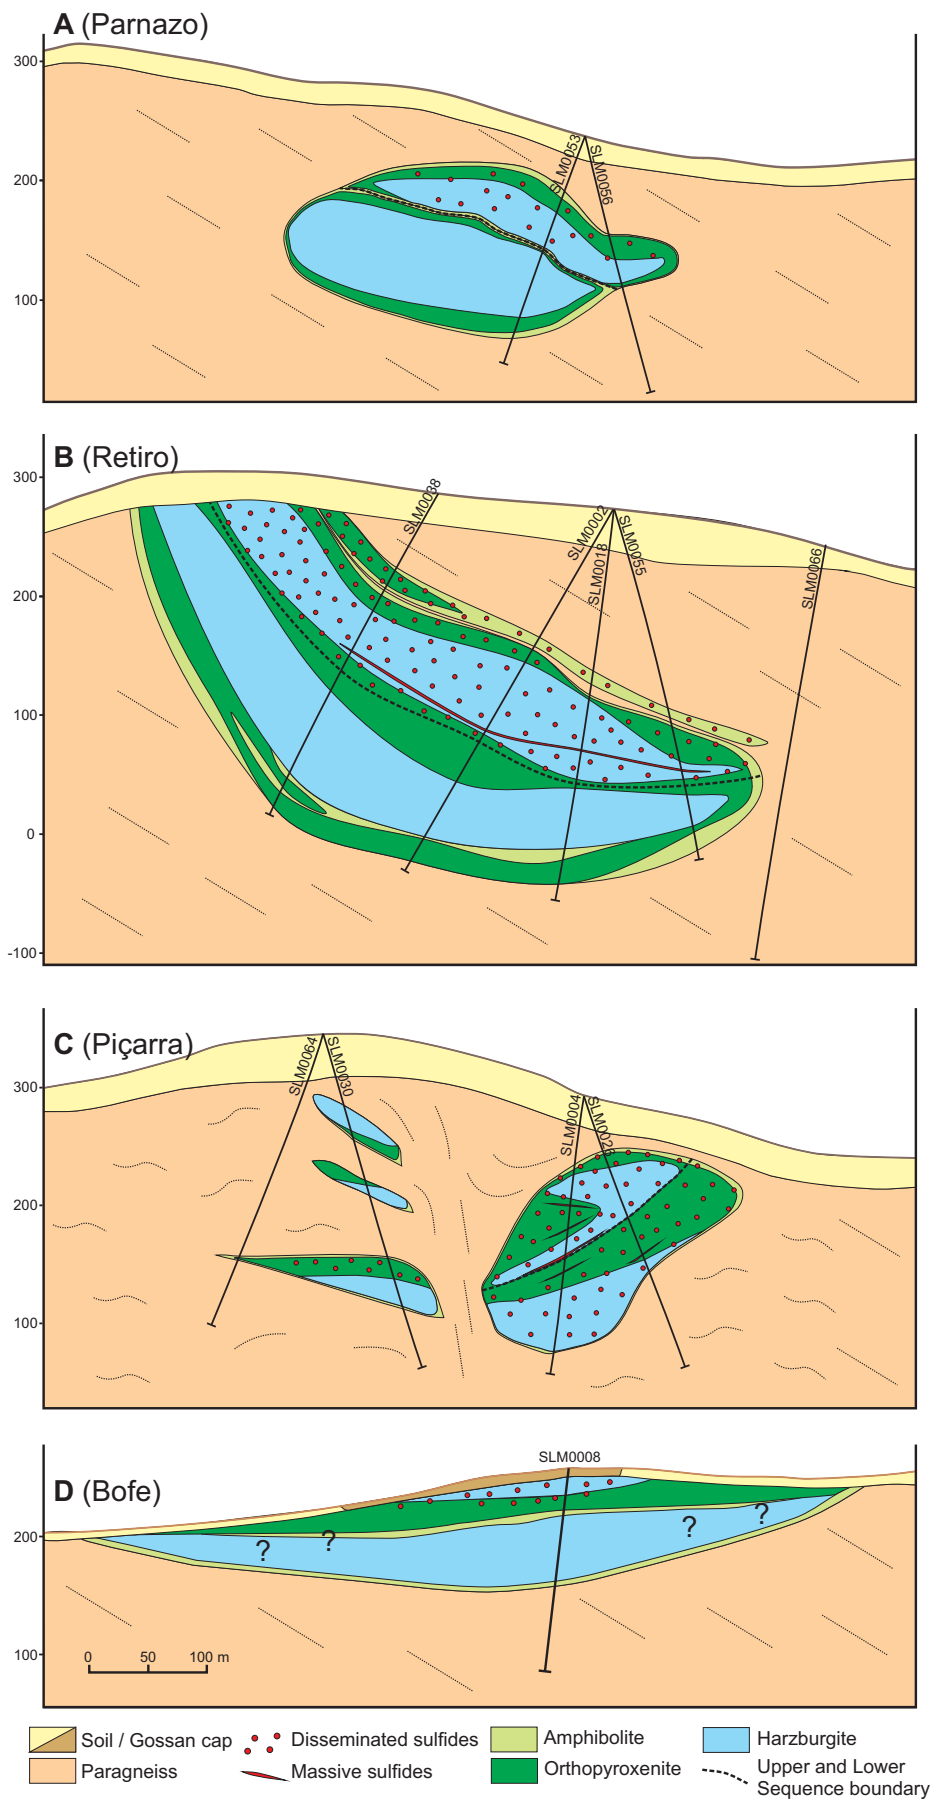 A (Parnazo)
300
200
100
SLM0053
SLM0056
B (Retiro)
300
200
100
0
-100
SLM0038
SLM0002
SLM0018
SLM0055
SLM0066
C (Piçarra)
300
200
100
SLM0064
SLM0030
SLM0004
SLM0026
D (Bofe)
SLM0008
200
100
? ? ? ?
0 50 100 m
Soil / Gossan cap
Disseminated sulfides
Amphibolite
Harzburgite
Paragneiss
Massive sulfides
Orthopyroxenite
Upper and Lower
Sequence boundary